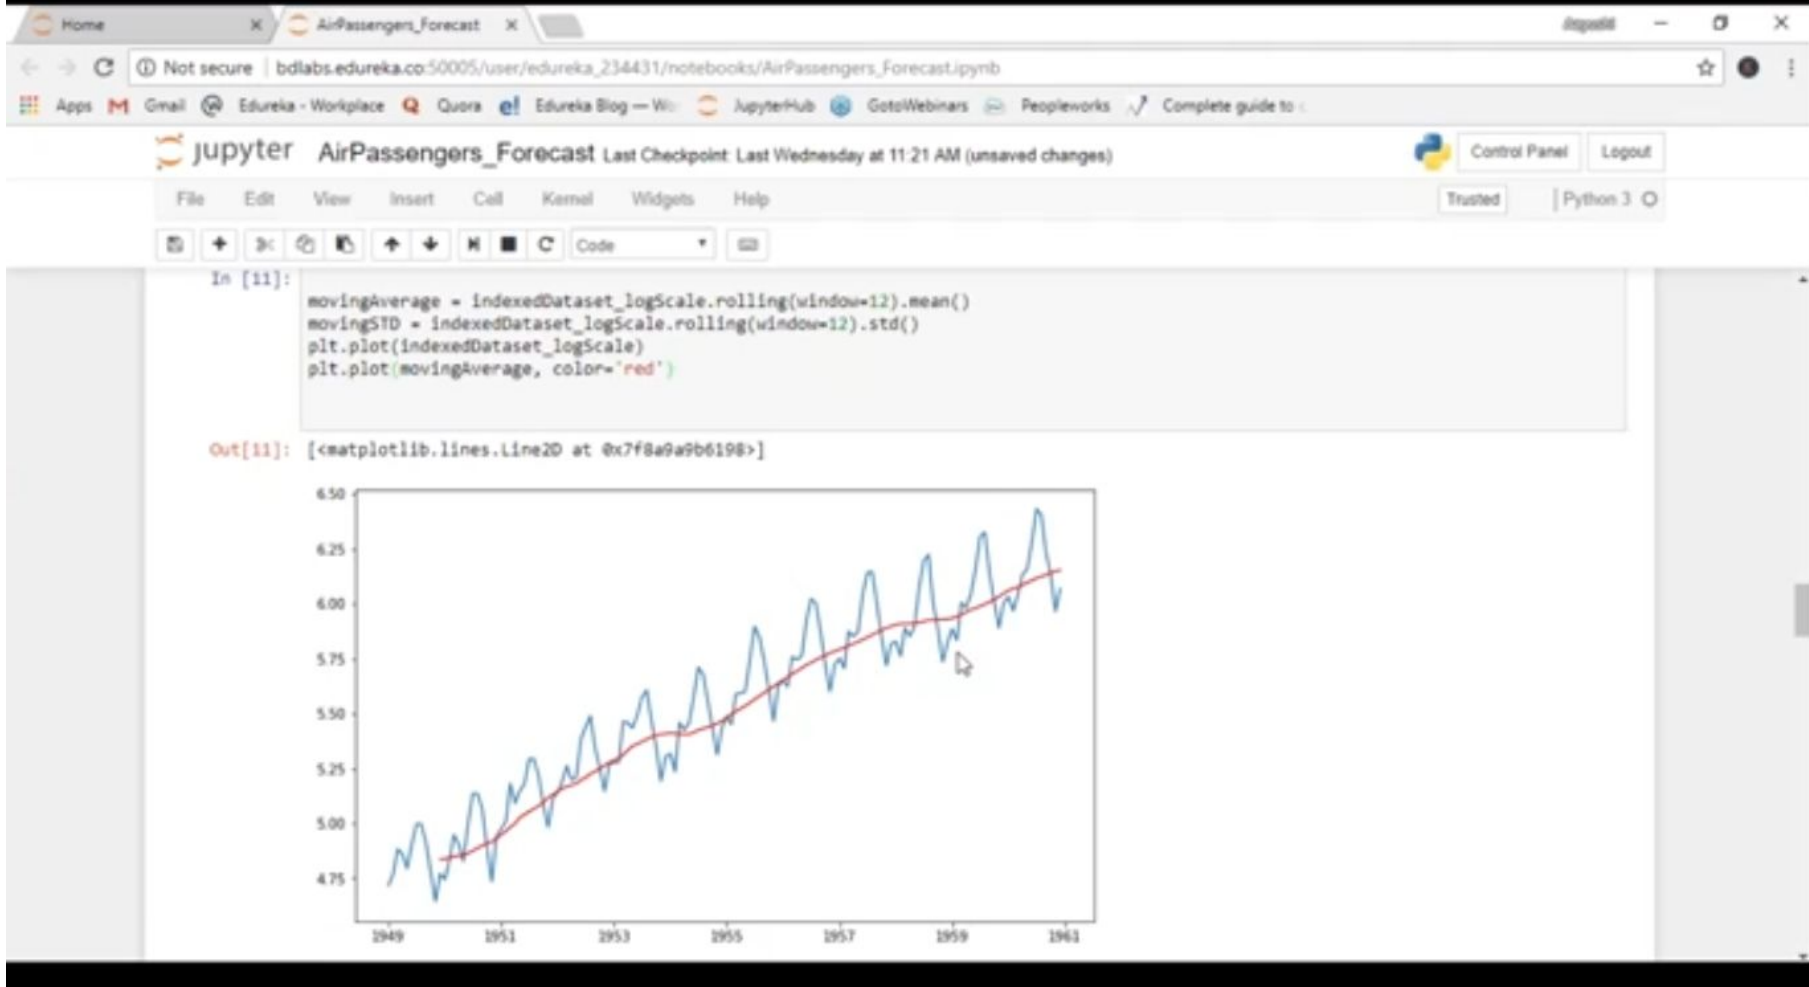 Home
AirPassengers_Forecast
Not secure | bdlabs.edureka.co:50005/user/edureka_234431/notebooks/AirPassengers_Forecast.ipynb
Apps Gmail Edureka - Workplace Quora Edureka Blog — JupyterHub GotoWebinars Peopleworks Complete guide to
jupyter AirPassengers_Forecast Last Checkpoint: Last Wednesday at 11:21 AM (unsaved changes)
Control Panel Logout
File Edit View Insert Cell Kernel Widgets Help
Trusted | Python 3
Code
In [11]:
movingAverage = indexedDataset_logScale.rolling(window=12).mean()
movingSTD = indexedDataset_logScale.rolling(window=12).std()
plt.plot(indexedDataset_logScale)
plt.plot(movingAverage, color='red')
Out[11]: [<matplotlib.lines.Line2D at 0x7f8a9a9b6198>]
6.50
6.25
6.00
5.75
5.50
5.25
5.00
4.75
1949 1951 1953 1955 1957 1959 1961